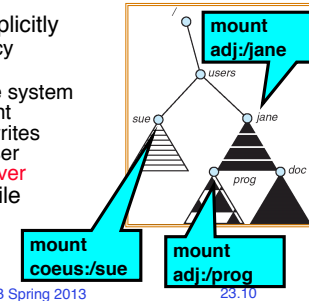 plicitly
cy
e system
nt
rites
er
ver
ile
/
mount
adj:/jane
users
sue
jane
prog
doc
mount
coeus:/sue
mount
adj:/prog
3 Spring 2013
23.10